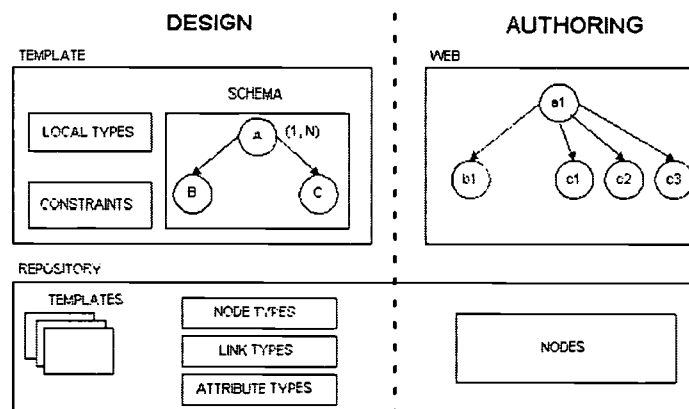 DESIGN
AUTHORING
TEMPLATE
WEB
SCHEMA
LOCAL TYPES
CONSTRAINTS
A
(1, N)
B
C
a1
b1
c1
c2
c3
REPOSITORY
TEMPLATES
NODE TYPES
LINK TYPES
ATTRIBUTE TYPES
NODES